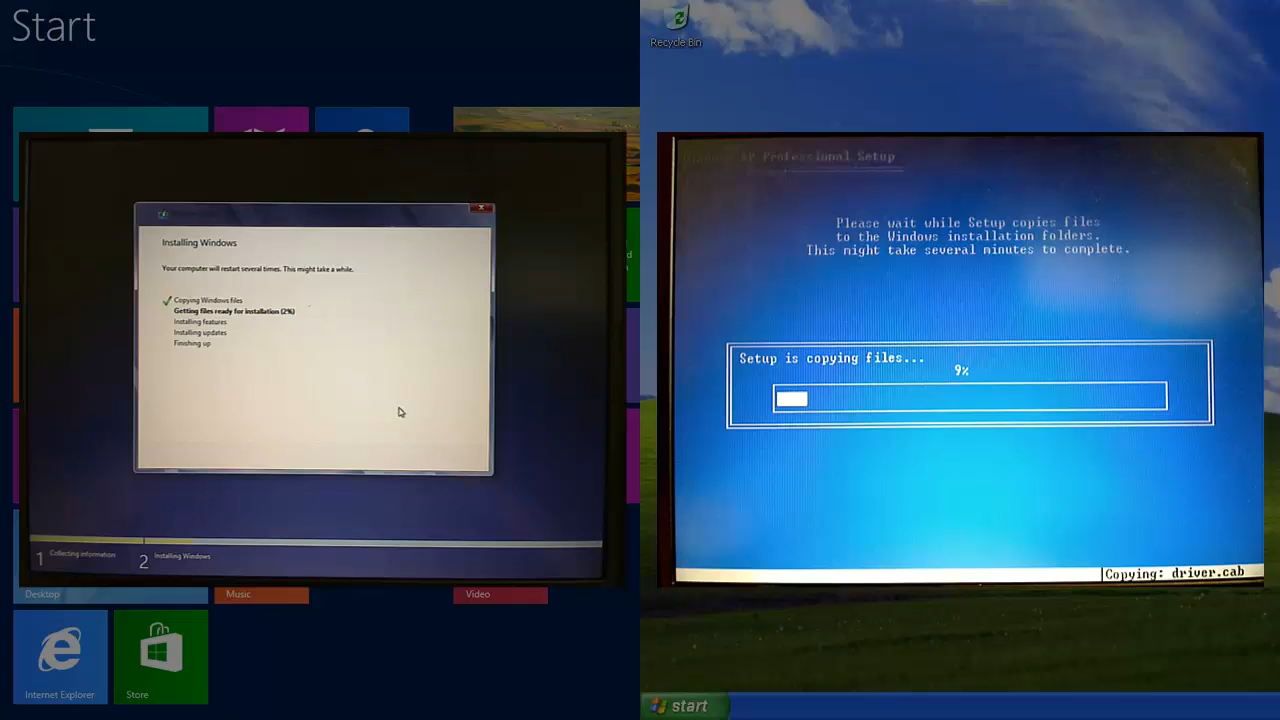 Start
Installing Windows
Your computer will restart several times. This might take a while.
Copying Windows files
Getting files ready for installation (2%)
Installing features
Installing updates
Finishing up
1 Collecting information
2 Installing Windows
Desktop
Music
Video
Internet Explorer
Store
Recycle Bin
XP Professional Setup
Please wait while Setup copies files
to the Windows installation folders.
This might take several minutes to complete.
Setup is copying files...
9%
Copying: driver.cab
start